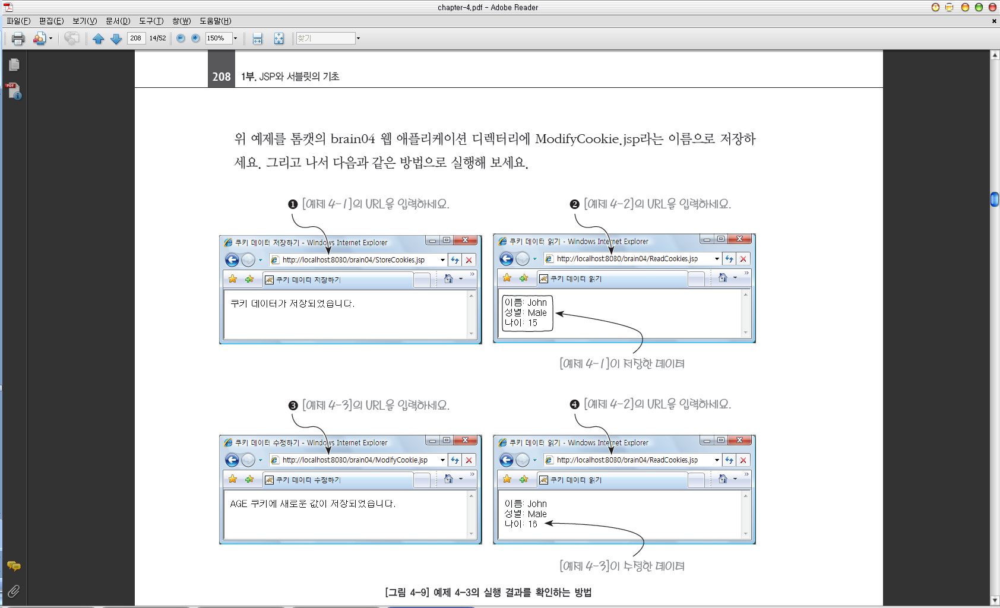 chapter-4.pdf - Adobe Reader
파일(F) 편집(E) 보기(V) 문서(D) 도구(T) 창(W) 도움말(H)
208 14/52 150% 찾기
208 1부. JSP와 서블릿의 기초
위 예제를 톰캣의 brain04 웹 애플리케이션 디렉터리에 ModifyCookie.jsp라는 이름으로 저장하
세요. 그리고 나서 다음과 같은 방법으로 실행해 보세요.
❶ [예제 4-1]의 URL을 입력하세요.
쿠키 데이터 저장하기 - Windows Internet Explorer
http://localhost:8080/brain04/StoreCookies.jsp
쿠키 데이터 저장하기
쿠키 데이터가 저장되었습니다.
❷ [예제 4-2]의 URL을 입력하세요.
쿠키 데이터 읽기 - Windows Internet Explorer
http://localhost:8080/brain04/ReadCookies.jsp
쿠키 데이터 읽기
이름: John
성별: Male
나이: 15
[예제 4-1]이 저장한 데이터
❸ [예제 4-3]의 URL을 입력하세요.
쿠키 데이터 수정하기 - Windows Internet Explorer
http://localhost:8080/brain04/ModifyCookie.jsp
쿠키 데이터 수정하기
AGE 쿠키에 새로운 값이 저장되었습니다.
❹ [예제 4-2]의 URL을 입력하세요.
쿠키 데이터 읽기 - Windows Internet Explorer
http://localhost:8080/brain04/ReadCookies.jsp
쿠키 데이터 읽기
이름: John
성별: Male
나이: 16
[예제 4-3]이 수정한 데이터
[그림 4-9] 예제 4-3의 실행 결과를 확인하는 방법